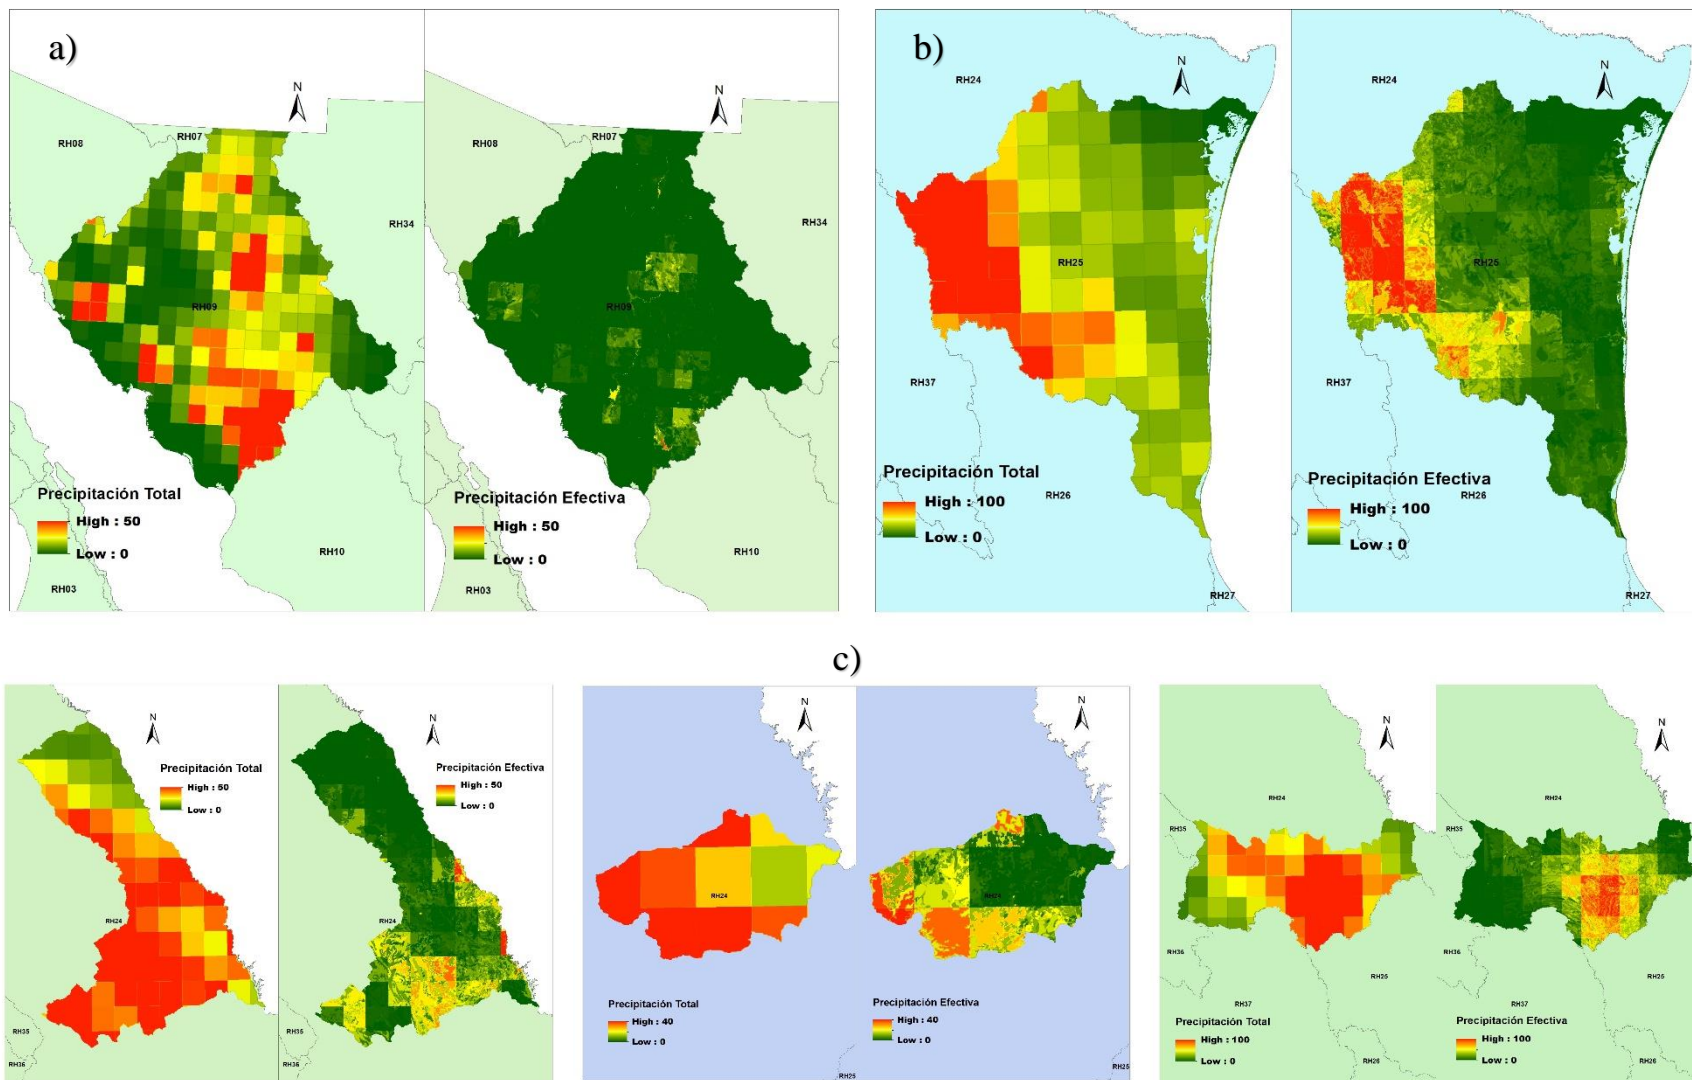 a)
N
RH08
RH07
RH34
RH09
Precipitación Total
High : 50
Low : 0
RH10
RH03
N
RH08
RH07
RH34
RH09
Precipitación Efectiva
High : 50
Low : 0
RH10
RH03
b)
N
RH24
RH25
RH37
Precipitación Total
High : 100
Low : 0
RH26
RH27
N
RH24
RH25
RH37
Precipitación Efectiva
High : 100
Low : 0
RH26
RH27
c)
N
Precipitación Total
High : 50
Low : 0
RH24
RH35
RH36
N
Precipitación Efectiva
High : 50
Low : 0
RH24
RH35
RH36
N
RH24
Precipitación Total
High : 40
Low : 0
RH25
N
RH24
Precipitación Efectiva
High : 40
Low : 0
RH25
N
RH24
RH35
RH36
RH25
RH37
Precipitación Total
High : 100
Low : 0
RH26
N
RH24
RH35
RH36
RH25
RH37
Precipitación Efectiva
High : 100
Low : 0
RH26